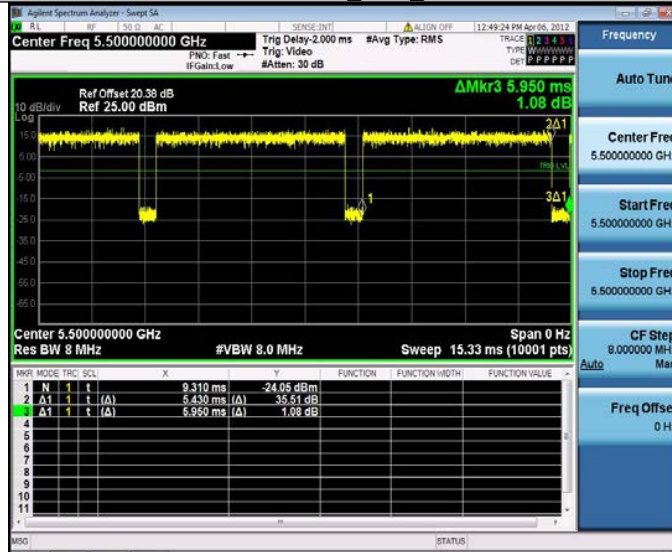 Agilent Spectrum Analyzer - Swept SA
RL RF 50 Ω AC SENSE:INT ALIGN OFF 12:49:24 PM Apr 06, 2012
Center Freq 5.500000000 GHz
PNO: Fast
IFGain:Low
Trig Delay-2.000 ms
Trig: Video
#Atten: 30 dB
#Avg Type: RMS
TRACE 1 2 3 4 5 6
TYPE WWWWWW
DET P P P P P P
Ref Offset 20.38 dB
10 dB/div Ref 25.00 dBm
Log
ΔMkr3 5.950 ms
1.08 dB
15.0
5.00
-5.00
-15.0
-25.0
-35.0
-45.0
-55.0
-65.0
2Δ1
TRIG LVL
1
3Δ1
Center 5.500000000 GHz Span 0 Hz
Res BW 8 MHz #VBW 8.0 MHz Sweep 15.33 ms (10001 pts)
MKR MODE TRC SCL X Y FUNCTION FUNCTION WIDTH FUNCTION VALUE
1 N 1 t 9.310 ms -24.05 dBm
2 Δ1 1 t (Δ) 5.430 ms (Δ) 35.51 dB
3 Δ1 1 t (Δ) 5.950 ms (Δ) 1.08 dB
4
5
6
7
8
9
10
11
MSG STATUS
Frequency
Auto Tune
Center Freq
5.500000000 GH
Start Freq
5.500000000 GH
Stop Freq
5.500000000 GH
CF Step
8.000000 MH
Auto Man
Freq Offse
0 H